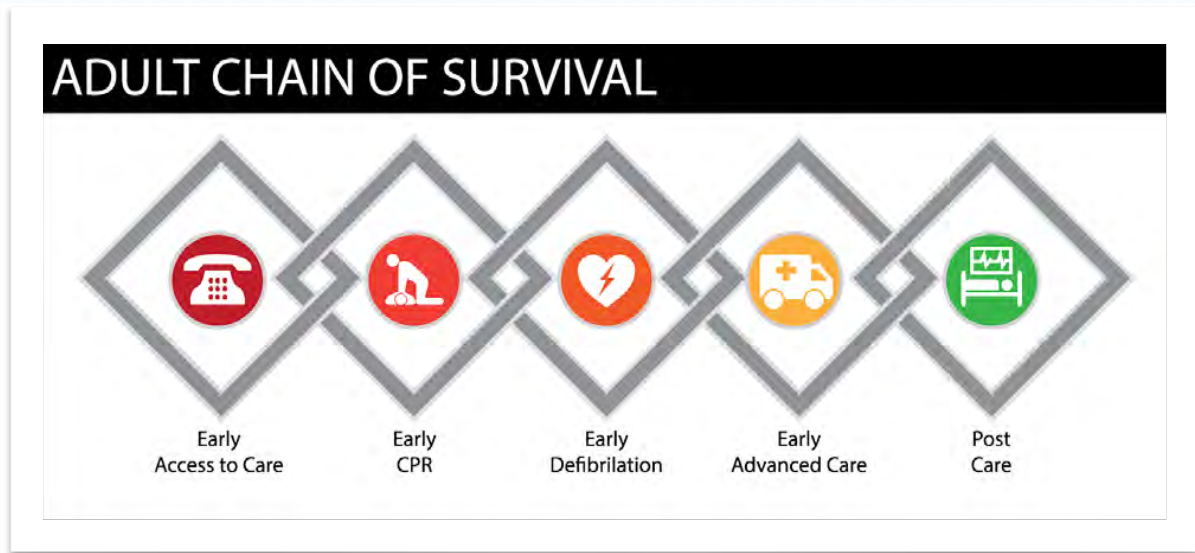 ADULT CHAIN OF SURVIVAL
Early
Access to Care
Early
CPR
Early
Defibrilation
Early
Advanced Care
Post
Care